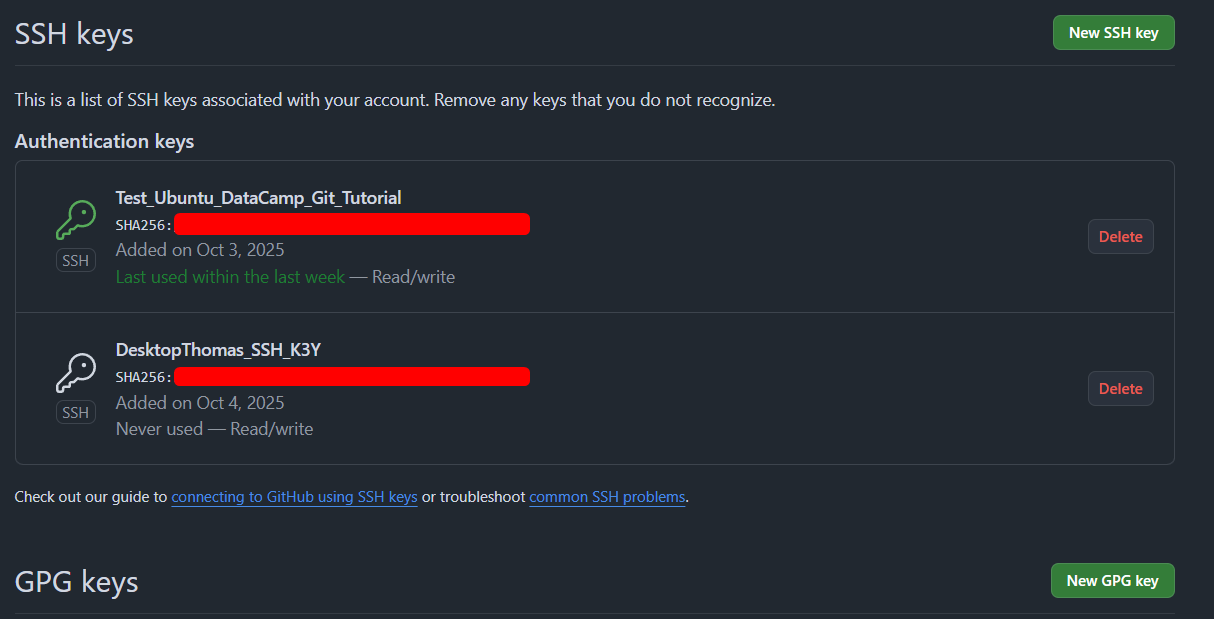 SSH keys
New SSH key
This is a list of SSH keys associated with your account. Remove any keys that you do not recognize.
Authentication keys
Test_Ubuntu_DataCamp_Git_Tutorial
SHA256:
Added on Oct 3, 2025
Last used within the last week — Read/write
SSH
Delete
DesktopThomas_SSH_K3Y
SHA256:
Added on Oct 4, 2025
Never used — Read/write
SSH
Delete
Check out our guide to connecting to GitHub using SSH keys or troubleshoot common SSH problems.
GPG keys
New GPG key